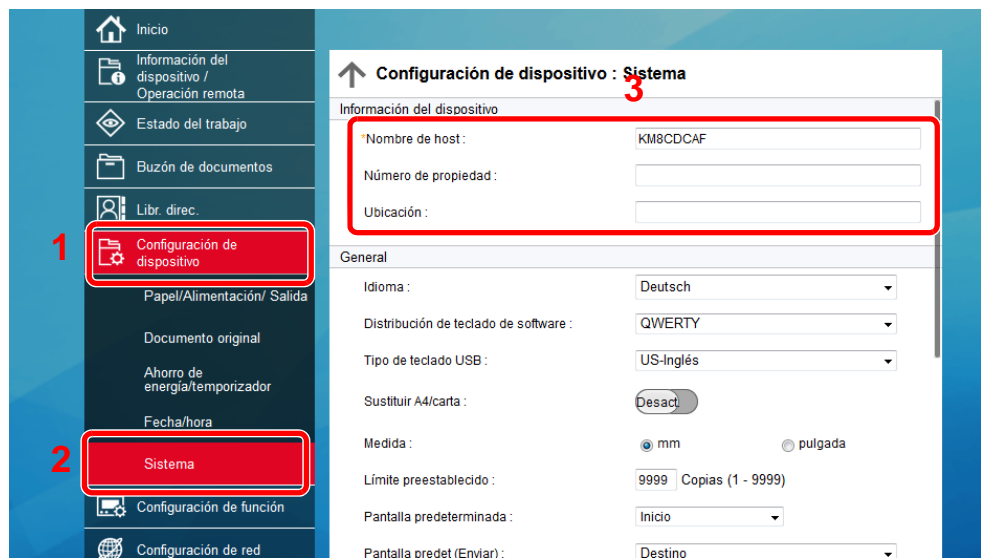 Inicio
Información del
dispositivo /
Operación remota
Estado del trabajo
Buzón de documentos
Libr. direc.
1
Configuración de
dispositivo
Papel/Alimentación/ Salida
Documento original
Ahorro de
energía/temporizador
Fecha/hora
2
Sistema
Configuración de función
Configuración de red
Configuración de dispositivo : Sistema
3
Información del dispositivo
*Nombre de host : KM8CDCAF
Número de propiedad :
Ubicación :
General
Idioma : Deutsch
Distribución de teclado de software : QWERTY
Tipo de teclado USB : US-Inglés
Sustituir A4/carta : Desact
Medida : mm pulgada
Límite preestablecido : 9999 Copias (1 - 9999)
Pantalla predeterminada : Inicio
Pantalla predet (Enviar) : Destino